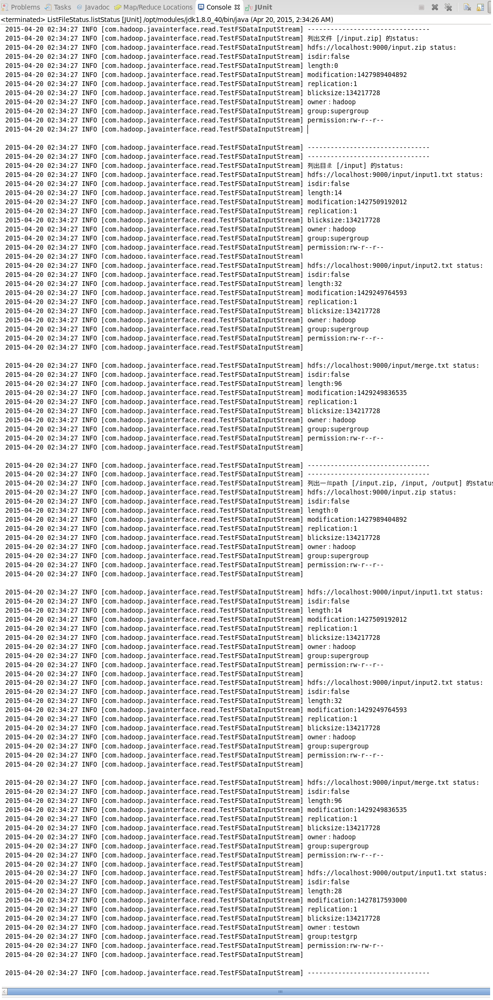 Problems Tasks @ Javadoc Map/Reduce Locations Console JUnit
<terminated> ListFileStatus.listStatus [JUnit] /opt/modules/jdk1.8.0_40/bin/java (Apr 20, 2015, 2:34:26 AM)
2015-04-20 02:34:27 INFO [com.hadoop.javainterface.read.TestFSDataInputStream] --------------------------------
2015-04-20 02:34:27 INFO [com.hadoop.javainterface.read.TestFSDataInputStream] 列出文件 [/input.zip] 的status:
2015-04-20 02:34:27 INFO [com.hadoop.javainterface.read.TestFSDataInputStream] hdfs://localhost:9000/input.zip status:
2015-04-20 02:34:27 INFO [com.hadoop.javainterface.read.TestFSDataInputStream] isdir:false
2015-04-20 02:34:27 INFO [com.hadoop.javainterface.read.TestFSDataInputStream] length:0
2015-04-20 02:34:27 INFO [com.hadoop.javainterface.read.TestFSDataInputStream] modification:1427989404892
2015-04-20 02:34:27 INFO [com.hadoop.javainterface.read.TestFSDataInputStream] replication:1
2015-04-20 02:34:27 INFO [com.hadoop.javainterface.read.TestFSDataInputStream] blicksize:134217728
2015-04-20 02:34:27 INFO [com.hadoop.javainterface.read.TestFSDataInputStream] owner：hadoop
2015-04-20 02:34:27 INFO [com.hadoop.javainterface.read.TestFSDataInputStream] group:supergroup
2015-04-20 02:34:27 INFO [com.hadoop.javainterface.read.TestFSDataInputStream] permission:rw-r--r--
2015-04-20 02:34:27 INFO [com.hadoop.javainterface.read.TestFSDataInputStream]
2015-04-20 02:34:27 INFO [com.hadoop.javainterface.read.TestFSDataInputStream] --------------------------------
2015-04-20 02:34:27 INFO [com.hadoop.javainterface.read.TestFSDataInputStream] --------------------------------
2015-04-20 02:34:27 INFO [com.hadoop.javainterface.read.TestFSDataInputStream] 列出目录 [/input] 的status:
2015-04-20 02:34:27 INFO [com.hadoop.javainterface.read.TestFSDataInputStream] hdfs://localhost:9000/input/input1.txt status:
2015-04-20 02:34:27 INFO [com.hadoop.javainterface.read.TestFSDataInputStream] isdir:false
2015-04-20 02:34:27 INFO [com.hadoop.javainterface.read.TestFSDataInputStream] length:14
2015-04-20 02:34:27 INFO [com.hadoop.javainterface.read.TestFSDataInputStream] modification:1427509192012
2015-04-20 02:34:27 INFO [com.hadoop.javainterface.read.TestFSDataInputStream] replication:1
2015-04-20 02:34:27 INFO [com.hadoop.javainterface.read.TestFSDataInputStream] blicksize:134217728
2015-04-20 02:34:27 INFO [com.hadoop.javainterface.read.TestFSDataInputStream] owner：hadoop
2015-04-20 02:34:27 INFO [com.hadoop.javainterface.read.TestFSDataInputStream] group:supergroup
2015-04-20 02:34:27 INFO [com.hadoop.javainterface.read.TestFSDataInputStream] permission:rw-r--r--
2015-04-20 02:34:27 INFO [com.hadoop.javainterface.read.TestFSDataInputStream]
2015-04-20 02:34:27 INFO [com.hadoop.javainterface.read.TestFSDataInputStream] hdfs://localhost:9000/input/input2.txt status:
2015-04-20 02:34:27 INFO [com.hadoop.javainterface.read.TestFSDataInputStream] isdir:false
2015-04-20 02:34:27 INFO [com.hadoop.javainterface.read.TestFSDataInputStream] length:32
2015-04-20 02:34:27 INFO [com.hadoop.javainterface.read.TestFSDataInputStream] modification:1429249764593
2015-04-20 02:34:27 INFO [com.hadoop.javainterface.read.TestFSDataInputStream] replication:1
2015-04-20 02:34:27 INFO [com.hadoop.javainterface.read.TestFSDataInputStream] blicksize:134217728
2015-04-20 02:34:27 INFO [com.hadoop.javainterface.read.TestFSDataInputStream] owner：hadoop
2015-04-20 02:34:27 INFO [com.hadoop.javainterface.read.TestFSDataInputStream] group:supergroup
2015-04-20 02:34:27 INFO [com.hadoop.javainterface.read.TestFSDataInputStream] permission:rw-r--r--
2015-04-20 02:34:27 INFO [com.hadoop.javainterface.read.TestFSDataInputStream]
2015-04-20 02:34:27 INFO [com.hadoop.javainterface.read.TestFSDataInputStream] hdfs://localhost:9000/input/merge.txt status:
2015-04-20 02:34:27 INFO [com.hadoop.javainterface.read.TestFSDataInputStream] isdir:false
2015-04-20 02:34:27 INFO [com.hadoop.javainterface.read.TestFSDataInputStream] length:96
2015-04-20 02:34:27 INFO [com.hadoop.javainterface.read.TestFSDataInputStream] modification:1429249836535
2015-04-20 02:34:27 INFO [com.hadoop.javainterface.read.TestFSDataInputStream] replication:1
2015-04-20 02:34:27 INFO [com.hadoop.javainterface.read.TestFSDataInputStream] blicksize:134217728
2015-04-20 02:34:27 INFO [com.hadoop.javainterface.read.TestFSDataInputStream] owner：hadoop
2015-04-20 02:34:27 INFO [com.hadoop.javainterface.read.TestFSDataInputStream] group:supergroup
2015-04-20 02:34:27 INFO [com.hadoop.javainterface.read.TestFSDataInputStream] permission:rw-r--r--
2015-04-20 02:34:27 INFO [com.hadoop.javainterface.read.TestFSDataInputStream]
2015-04-20 02:34:27 INFO [com.hadoop.javainterface.read.TestFSDataInputStream] --------------------------------
2015-04-20 02:34:27 INFO [com.hadoop.javainterface.read.TestFSDataInputStream] --------------------------------
2015-04-20 02:34:27 INFO [com.hadoop.javainterface.read.TestFSDataInputStream] 列出一组path [/input.zip, /input, /output] 的status
2015-04-20 02:34:27 INFO [com.hadoop.javainterface.read.TestFSDataInputStream] hdfs://localhost:9000/input.zip status:
2015-04-20 02:34:27 INFO [com.hadoop.javainterface.read.TestFSDataInputStream] isdir:false
2015-04-20 02:34:27 INFO [com.hadoop.javainterface.read.TestFSDataInputStream] length:0
2015-04-20 02:34:27 INFO [com.hadoop.javainterface.read.TestFSDataInputStream] modification:1427989404892
2015-04-20 02:34:27 INFO [com.hadoop.javainterface.read.TestFSDataInputStream] replication:1
2015-04-20 02:34:27 INFO [com.hadoop.javainterface.read.TestFSDataInputStream] blicksize:134217728
2015-04-20 02:34:27 INFO [com.hadoop.javainterface.read.TestFSDataInputStream] owner：hadoop
2015-04-20 02:34:27 INFO [com.hadoop.javainterface.read.TestFSDataInputStream] group:supergroup
2015-04-20 02:34:27 INFO [com.hadoop.javainterface.read.TestFSDataInputStream] permission:rw-r--r--
2015-04-20 02:34:27 INFO [com.hadoop.javainterface.read.TestFSDataInputStream]
2015-04-20 02:34:27 INFO [com.hadoop.javainterface.read.TestFSDataInputStream] hdfs://localhost:9000/input/input1.txt status:
2015-04-20 02:34:27 INFO [com.hadoop.javainterface.read.TestFSDataInputStream] isdir:false
2015-04-20 02:34:27 INFO [com.hadoop.javainterface.read.TestFSDataInputStream] length:14
2015-04-20 02:34:27 INFO [com.hadoop.javainterface.read.TestFSDataInputStream] modification:1427509192012
2015-04-20 02:34:27 INFO [com.hadoop.javainterface.read.TestFSDataInputStream] replication:1
2015-04-20 02:34:27 INFO [com.hadoop.javainterface.read.TestFSDataInputStream] blicksize:134217728
2015-04-20 02:34:27 INFO [com.hadoop.javainterface.read.TestFSDataInputStream] owner：hadoop
2015-04-20 02:34:27 INFO [com.hadoop.javainterface.read.TestFSDataInputStream] group:supergroup
2015-04-20 02:34:27 INFO [com.hadoop.javainterface.read.TestFSDataInputStream] permission:rw-r--r--
2015-04-20 02:34:27 INFO [com.hadoop.javainterface.read.TestFSDataInputStream]
2015-04-20 02:34:27 INFO [com.hadoop.javainterface.read.TestFSDataInputStream] hdfs://localhost:9000/input/input2.txt status:
2015-04-20 02:34:27 INFO [com.hadoop.javainterface.read.TestFSDataInputStream] isdir:false
2015-04-20 02:34:27 INFO [com.hadoop.javainterface.read.TestFSDataInputStream] length:32
2015-04-20 02:34:27 INFO [com.hadoop.javainterface.read.TestFSDataInputStream] modification:1429249764593
2015-04-20 02:34:27 INFO [com.hadoop.javainterface.read.TestFSDataInputStream] replication:1
2015-04-20 02:34:27 INFO [com.hadoop.javainterface.read.TestFSDataInputStream] blicksize:134217728
2015-04-20 02:34:27 INFO [com.hadoop.javainterface.read.TestFSDataInputStream] owner：hadoop
2015-04-20 02:34:27 INFO [com.hadoop.javainterface.read.TestFSDataInputStream] group:supergroup
2015-04-20 02:34:27 INFO [com.hadoop.javainterface.read.TestFSDataInputStream] permission:rw-r--r--
2015-04-20 02:34:27 INFO [com.hadoop.javainterface.read.TestFSDataInputStream]
2015-04-20 02:34:27 INFO [com.hadoop.javainterface.read.TestFSDataInputStream] hdfs://localhost:9000/input/merge.txt status:
2015-04-20 02:34:27 INFO [com.hadoop.javainterface.read.TestFSDataInputStream] isdir:false
2015-04-20 02:34:27 INFO [com.hadoop.javainterface.read.TestFSDataInputStream] length:96
2015-04-20 02:34:27 INFO [com.hadoop.javainterface.read.TestFSDataInputStream] modification:1429249836535
2015-04-20 02:34:27 INFO [com.hadoop.javainterface.read.TestFSDataInputStream] replication:1
2015-04-20 02:34:27 INFO [com.hadoop.javainterface.read.TestFSDataInputStream] blicksize:134217728
2015-04-20 02:34:27 INFO [com.hadoop.javainterface.read.TestFSDataInputStream] owner：hadoop
2015-04-20 02:34:27 INFO [com.hadoop.javainterface.read.TestFSDataInputStream] group:supergroup
2015-04-20 02:34:27 INFO [com.hadoop.javainterface.read.TestFSDataInputStream] permission:rw-r--r--
2015-04-20 02:34:27 INFO [com.hadoop.javainterface.read.TestFSDataInputStream]
2015-04-20 02:34:27 INFO [com.hadoop.javainterface.read.TestFSDataInputStream] hdfs://localhost:9000/output/input1.txt status:
2015-04-20 02:34:27 INFO [com.hadoop.javainterface.read.TestFSDataInputStream] isdir:false
2015-04-20 02:34:27 INFO [com.hadoop.javainterface.read.TestFSDataInputStream] length:28
2015-04-20 02:34:27 INFO [com.hadoop.javainterface.read.TestFSDataInputStream] modification:1427817593000
2015-04-20 02:34:27 INFO [com.hadoop.javainterface.read.TestFSDataInputStream] replication:1
2015-04-20 02:34:27 INFO [com.hadoop.javainterface.read.TestFSDataInputStream] blicksize:134217728
2015-04-20 02:34:27 INFO [com.hadoop.javainterface.read.TestFSDataInputStream] owner：testown
2015-04-20 02:34:27 INFO [com.hadoop.javainterface.read.TestFSDataInputStream] group:testgrp
2015-04-20 02:34:27 INFO [com.hadoop.javainterface.read.TestFSDataInputStream] permission:rw-rw-r--
2015-04-20 02:34:27 INFO [com.hadoop.javainterface.read.TestFSDataInputStream]
2015-04-20 02:34:27 INFO [com.hadoop.javainterface.read.TestFSDataInputStream] --------------------------------